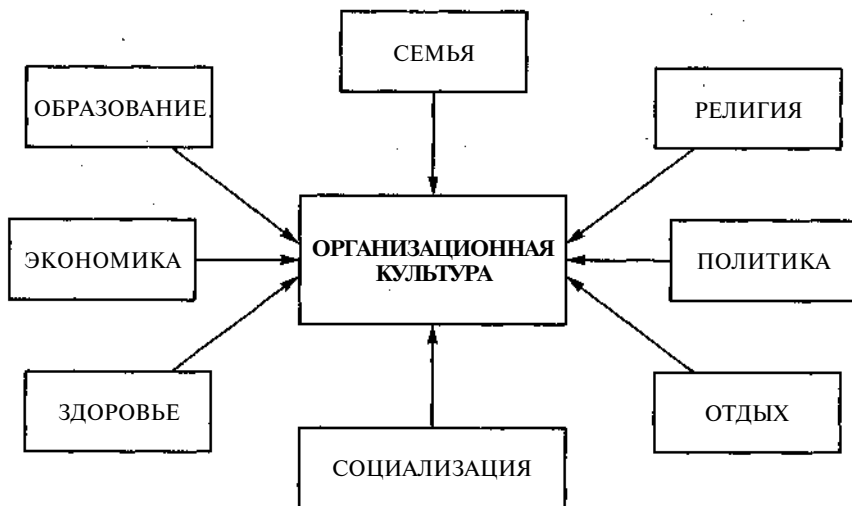 СЕМЬЯ
ОБРАЗОВАНИЕ
РЕЛИГИЯ
ОРГАНИЗАЦИОННАЯ
КУЛЬТУРА
ЭКОНОМИКА
ПОЛИТИКА
ЗДОРОВЬЕ
ОТДЫХ
СОЦИАЛИЗАЦИЯ